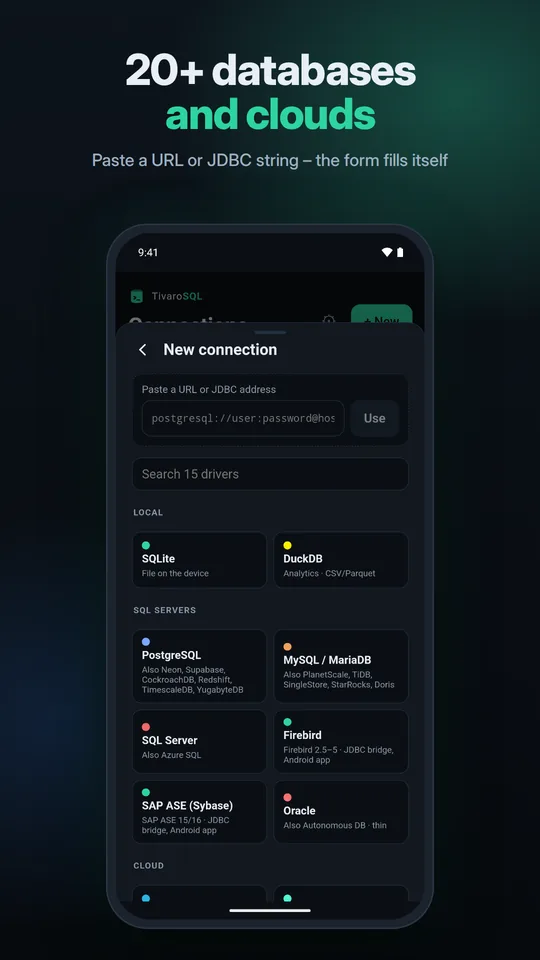 20+ databases
and clouds
Paste a URL or JDBC string – the form fills itself
9:41
TivaroSQL
Connections
+ New
New connection
Paste a URL or JDBC address
postgresql://user:password@hos
Use
Search 15 drivers
LOCAL
SQLite
File on the device
DuckDB
Analytics · CSV/Parquet
SQL SERVERS
PostgreSQL
Also Neon, Supabase,
CockroachDB, Redshift,
TimescaleDB, YugabyteDB
MySQL / MariaDB
Also PlanetScale, TiDB,
SingleStore, StarRocks, Doris
SQL Server
Also Azure SQL
Firebird
Firebird 2.5–5 · JDBC bridge,
Android app
SAP ASE (Sybase)
SAP ASE 15/16 · JDBC
bridge, Android app
Oracle
Also Autonomous DB · thin
CLOUD